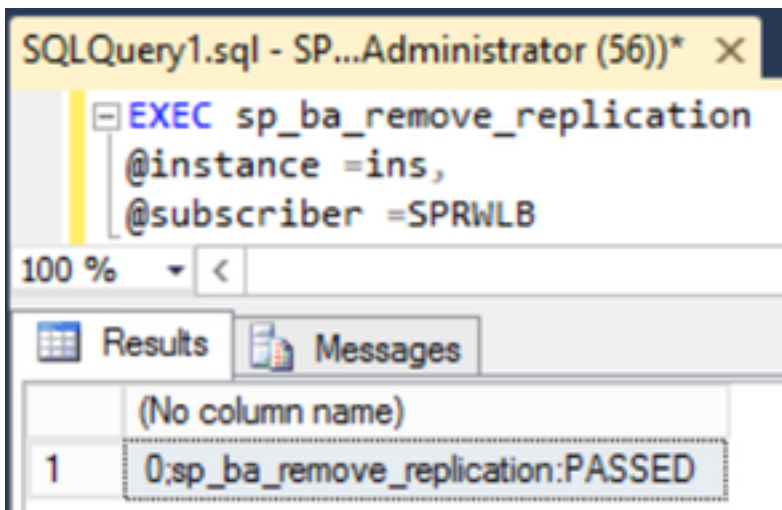 SQLQuery1.sql - SP...Administrator (56))*
EXEC sp_ba_remove_replication
@instance =ins,
@subscriber =SPRWLB
100 %
Results Messages
(No column name)
1 0;sp_ba_remove_replication:PASSED